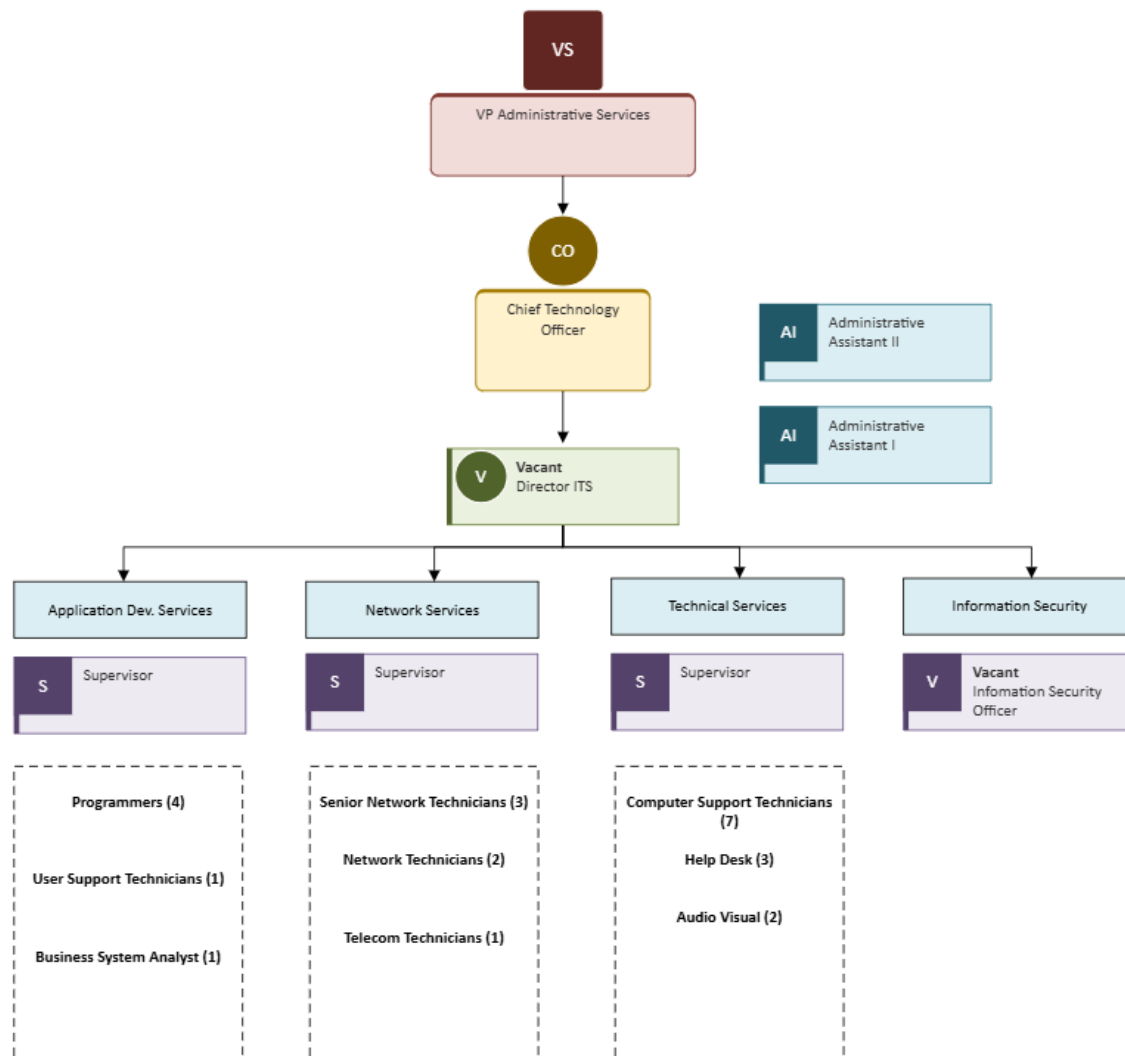 VS
VP Administrative Services
CO
Chief Technology
Officer
AI
Administrative
Assistant II
AI
Administrative
Assistant I
V
Vacant
Director ITS
Application Dev. Services
Network Services
Technical Services
Information Security
S
Supervisor
S
Supervisor
S
Supervisor
V
Vacant
Infomation Security
Officer
Programmers (4)
User Support Technicians (1)
Business System Analyst (1)
Senior Network Technicians (3)
Network Technicians (2)
Telecom Technicians (1)
Computer Support Technicians
(7)
Help Desk (3)
Audio Visual (2)